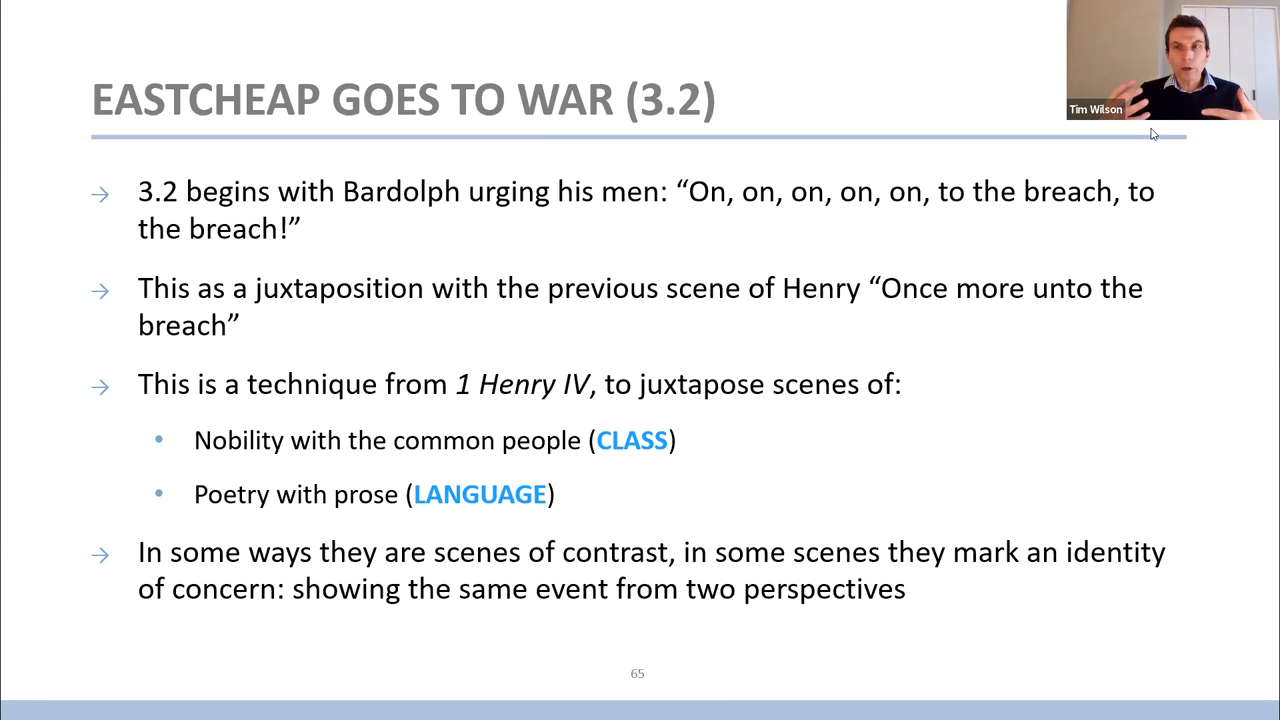 Tim Wilson
EASTCHEAP GOES TO WAR (3.2)
→ 3.2 begins with Bardolph urging his men: “On, on, on, on, on, to the breach, to
the breach!”
→ This as a juxtaposition with the previous scene of Henry “Once more unto the
breach”
→ This is a technique from 1 Henry IV, to juxtapose scenes of:
• Nobility with the common people (CLASS)
• Poetry with prose (LANGUAGE)
→ In some ways they are scenes of contrast, in some scenes they mark an identity
of concern: showing the same event from two perspectives
65